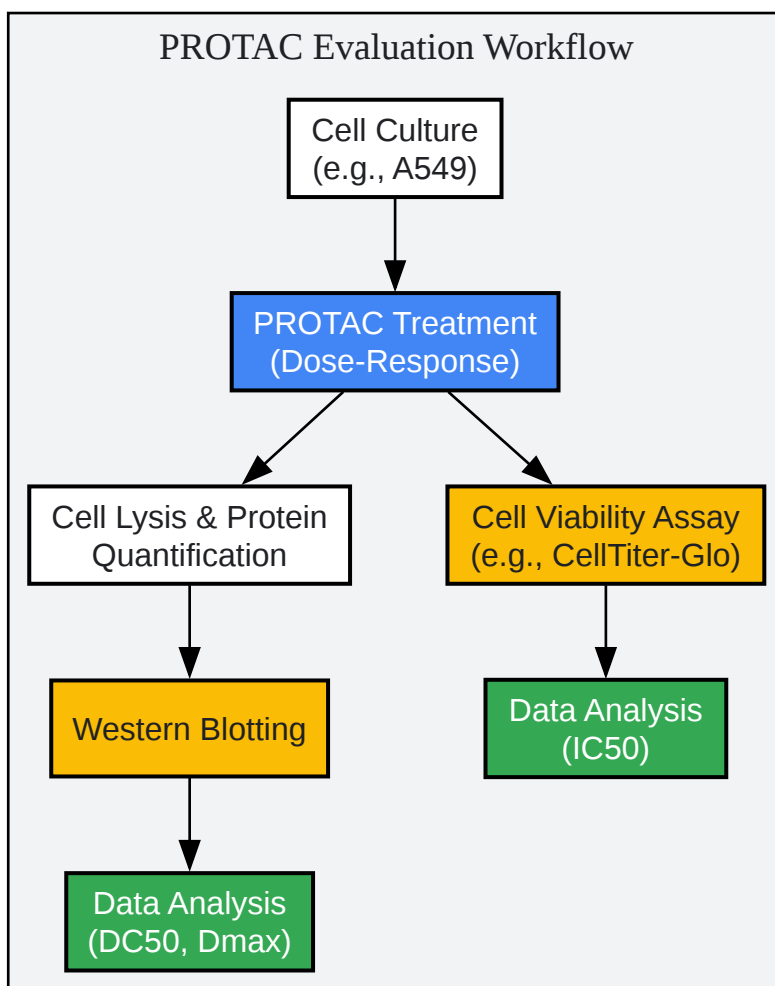 PROTAC Evaluation Workflow
Cell Culture
(e.g., A549)
PROTAC Treatment
(Dose-Response)
Cell Lysis & Protein
Quantification
Cell Viability Assay
(e.g., CellTiter-Glo)
Western Blotting
Data Analysis
(IC50)
Data Analysis
(DC50, Dmax)